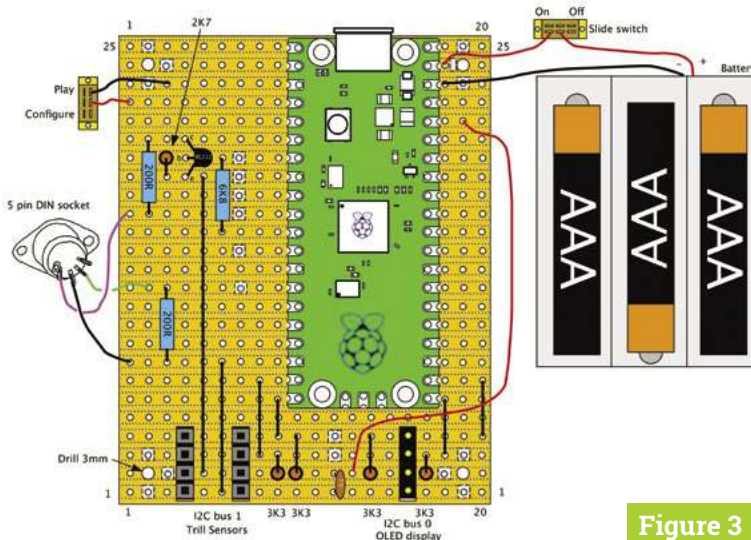 1
2K7
20
On Off
Slide switch
25
25
- +
Battery
Play
Configure
b
200R
6K8
5 pin DIN socket
200R
AAA
AAA
AAA
Drill 3mm
1
1
1
I2C bus 1
Trill Sensors
3K3 3K3
3K3
3K3
I2C bus 0
OLED display
20
Figure 3